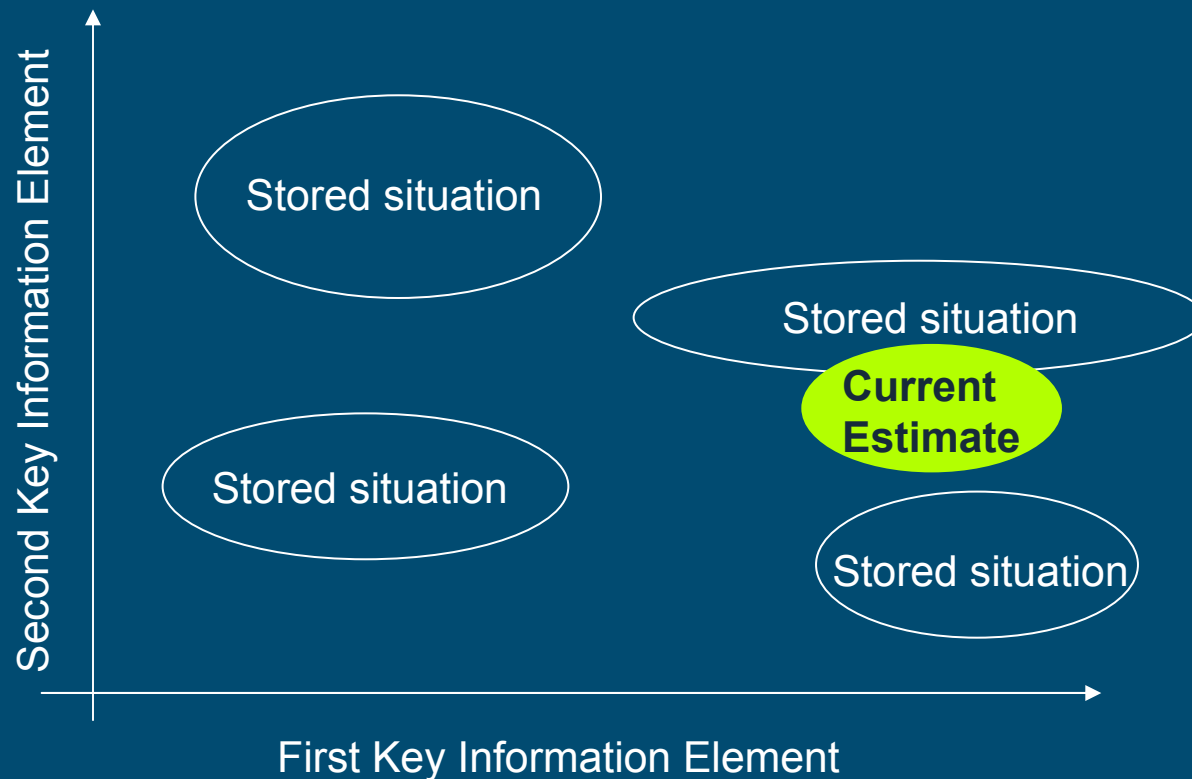 Second Key Information Element
Stored situation
Stored situation
Current
Estimate
Stored situation
Stored situation
First Key Information Element